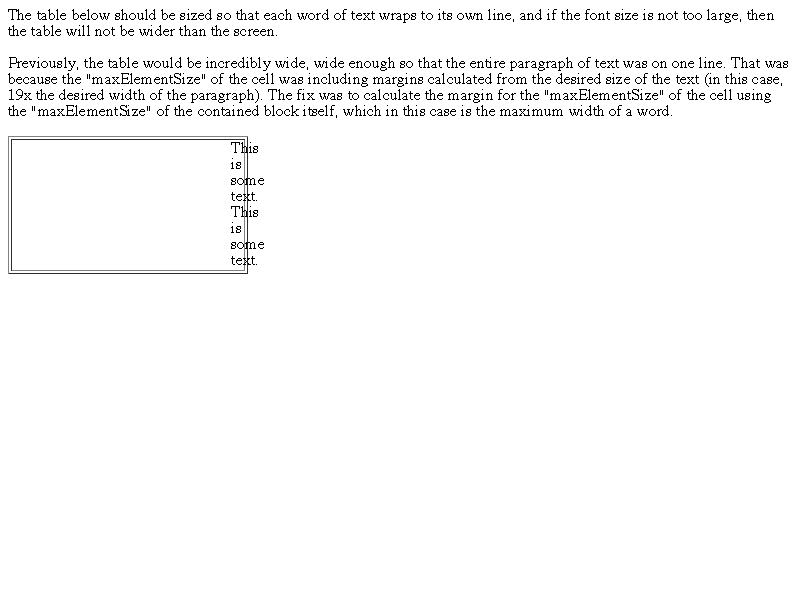 The table below should be sized so that each word of text wraps to its own line, and if the font size is not too large, then
the table will not be wider than the screen.
Previously, the table would be incredibly wide, wide enough so that the entire paragraph of text was on one line. That was
because the "maxElementSize" of the cell was including margins calculated from the desired size of the text (in this case,
19x the desired width of the paragraph). The fix was to calculate the margin for the "maxElementSize" of the cell using
the "maxElementSize" of the contained block itself, which in this case is the maximum width of a word.
This
is
some
text.
This
is
some
text.